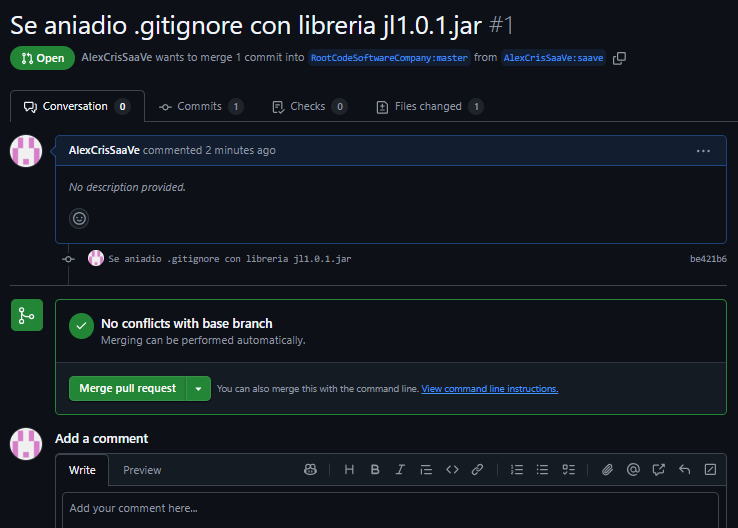 Se aniadio .gitignore con libreria jl1.0.1.jar #1
Open AlexCrisSaaVe wants to merge 1 commit into RootCodeSoftwareCompany:master from AlexCrisSaaVe:saave
Conversation 0 Commits 1 Checks 0 Files changed 1
AlexCrisSaaVe commented 2 minutes ago
No description provided.
Se aniadio .gitignore con libreria jl1.0.1.jar be421b6
No conflicts with base branch
Merging can be performed automatically.
Merge pull request You can also merge this with the command line. View command line instructions.
Add a comment
Write Preview
Add your comment here...